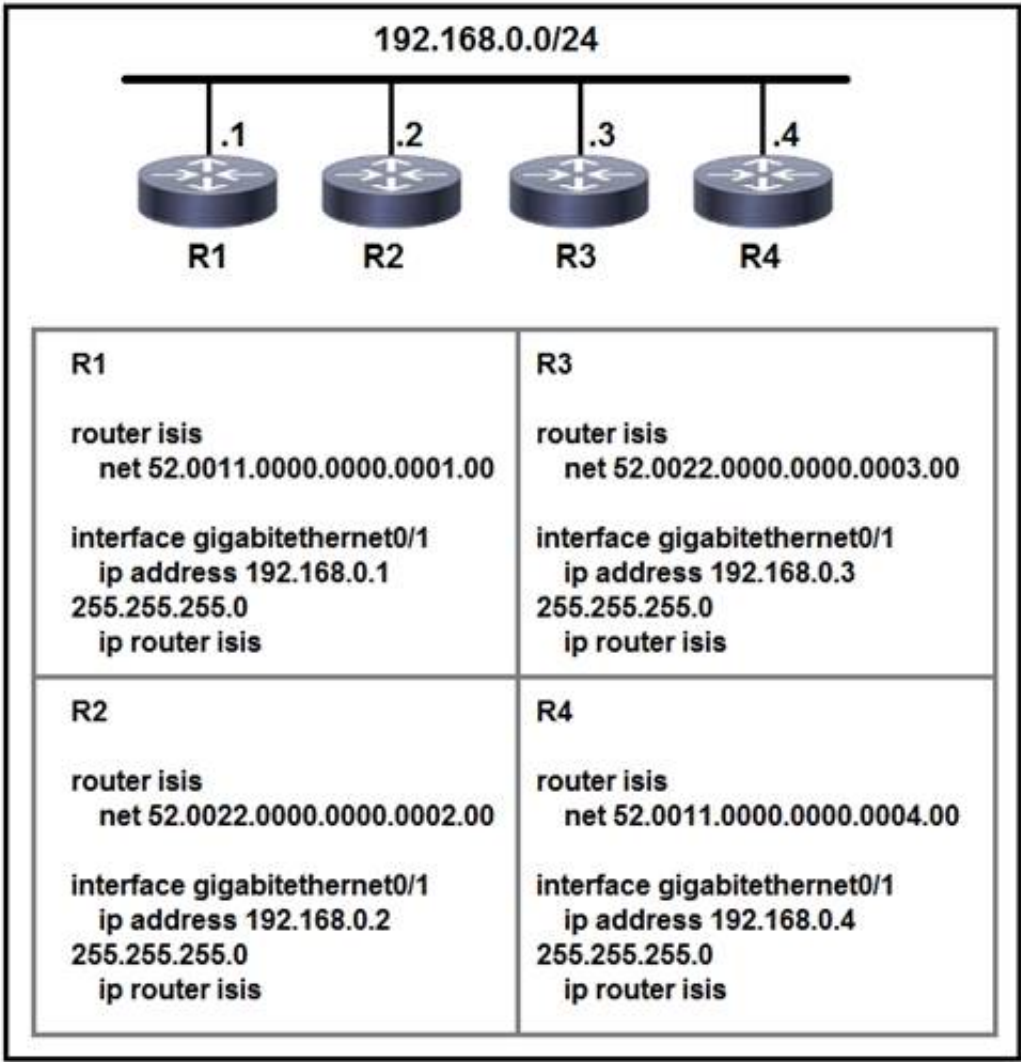 192.168.0.0/24
.1
.2
.3
.4
R1
R2
R3
R4
R1
router isis
net 52.0011.0000.0000.0001.00
interface gigabitethernet0/1
ip address 192.168.0.1
255.255.255.0
ip router isis
R3
router isis
net 52.0022.0000.0000.0003.00
interface gigabitethernet0/1
ip address 192.168.0.3
255.255.255.0
ip router isis
R2
router isis
net 52.0022.0000.0000.0002.00
interface gigabitethernet0/1
ip address 192.168.0.2
255.255.255.0
ip router isis
R4
router isis
net 52.0011.0000.0000.0004.00
interface gigabitethernet0/1
ip address 192.168.0.4
255.255.255.0
ip router isis